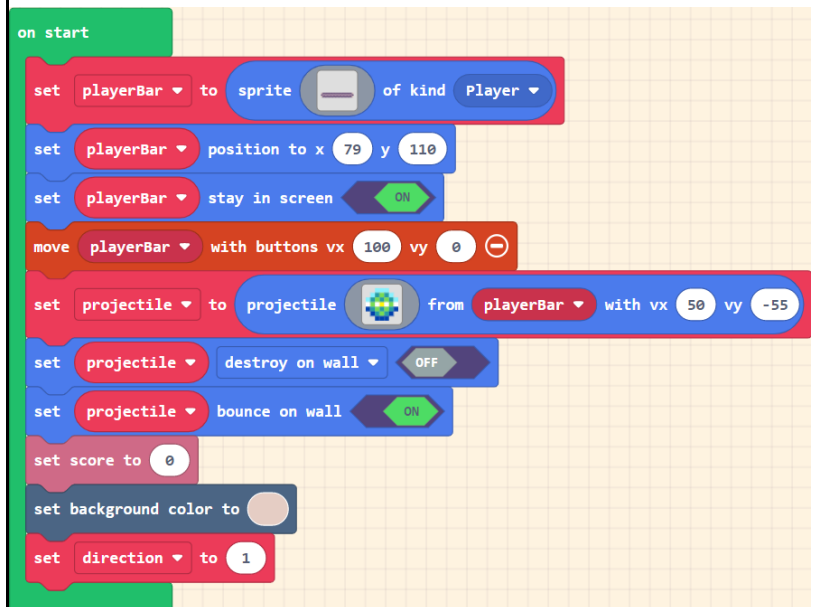 on start
set playerBar to sprite of kind Player
set playerBar position to x 79 y 110
set playerBar stay in screen ON
move playerBar with buttons vx 100 vy 0
set projectile to projectile from playerBar with vx 50 vy -55
set projectile destroy on wall OFF
set projectile bounce on wall ON
set score to 0
set background color to
set direction to 1